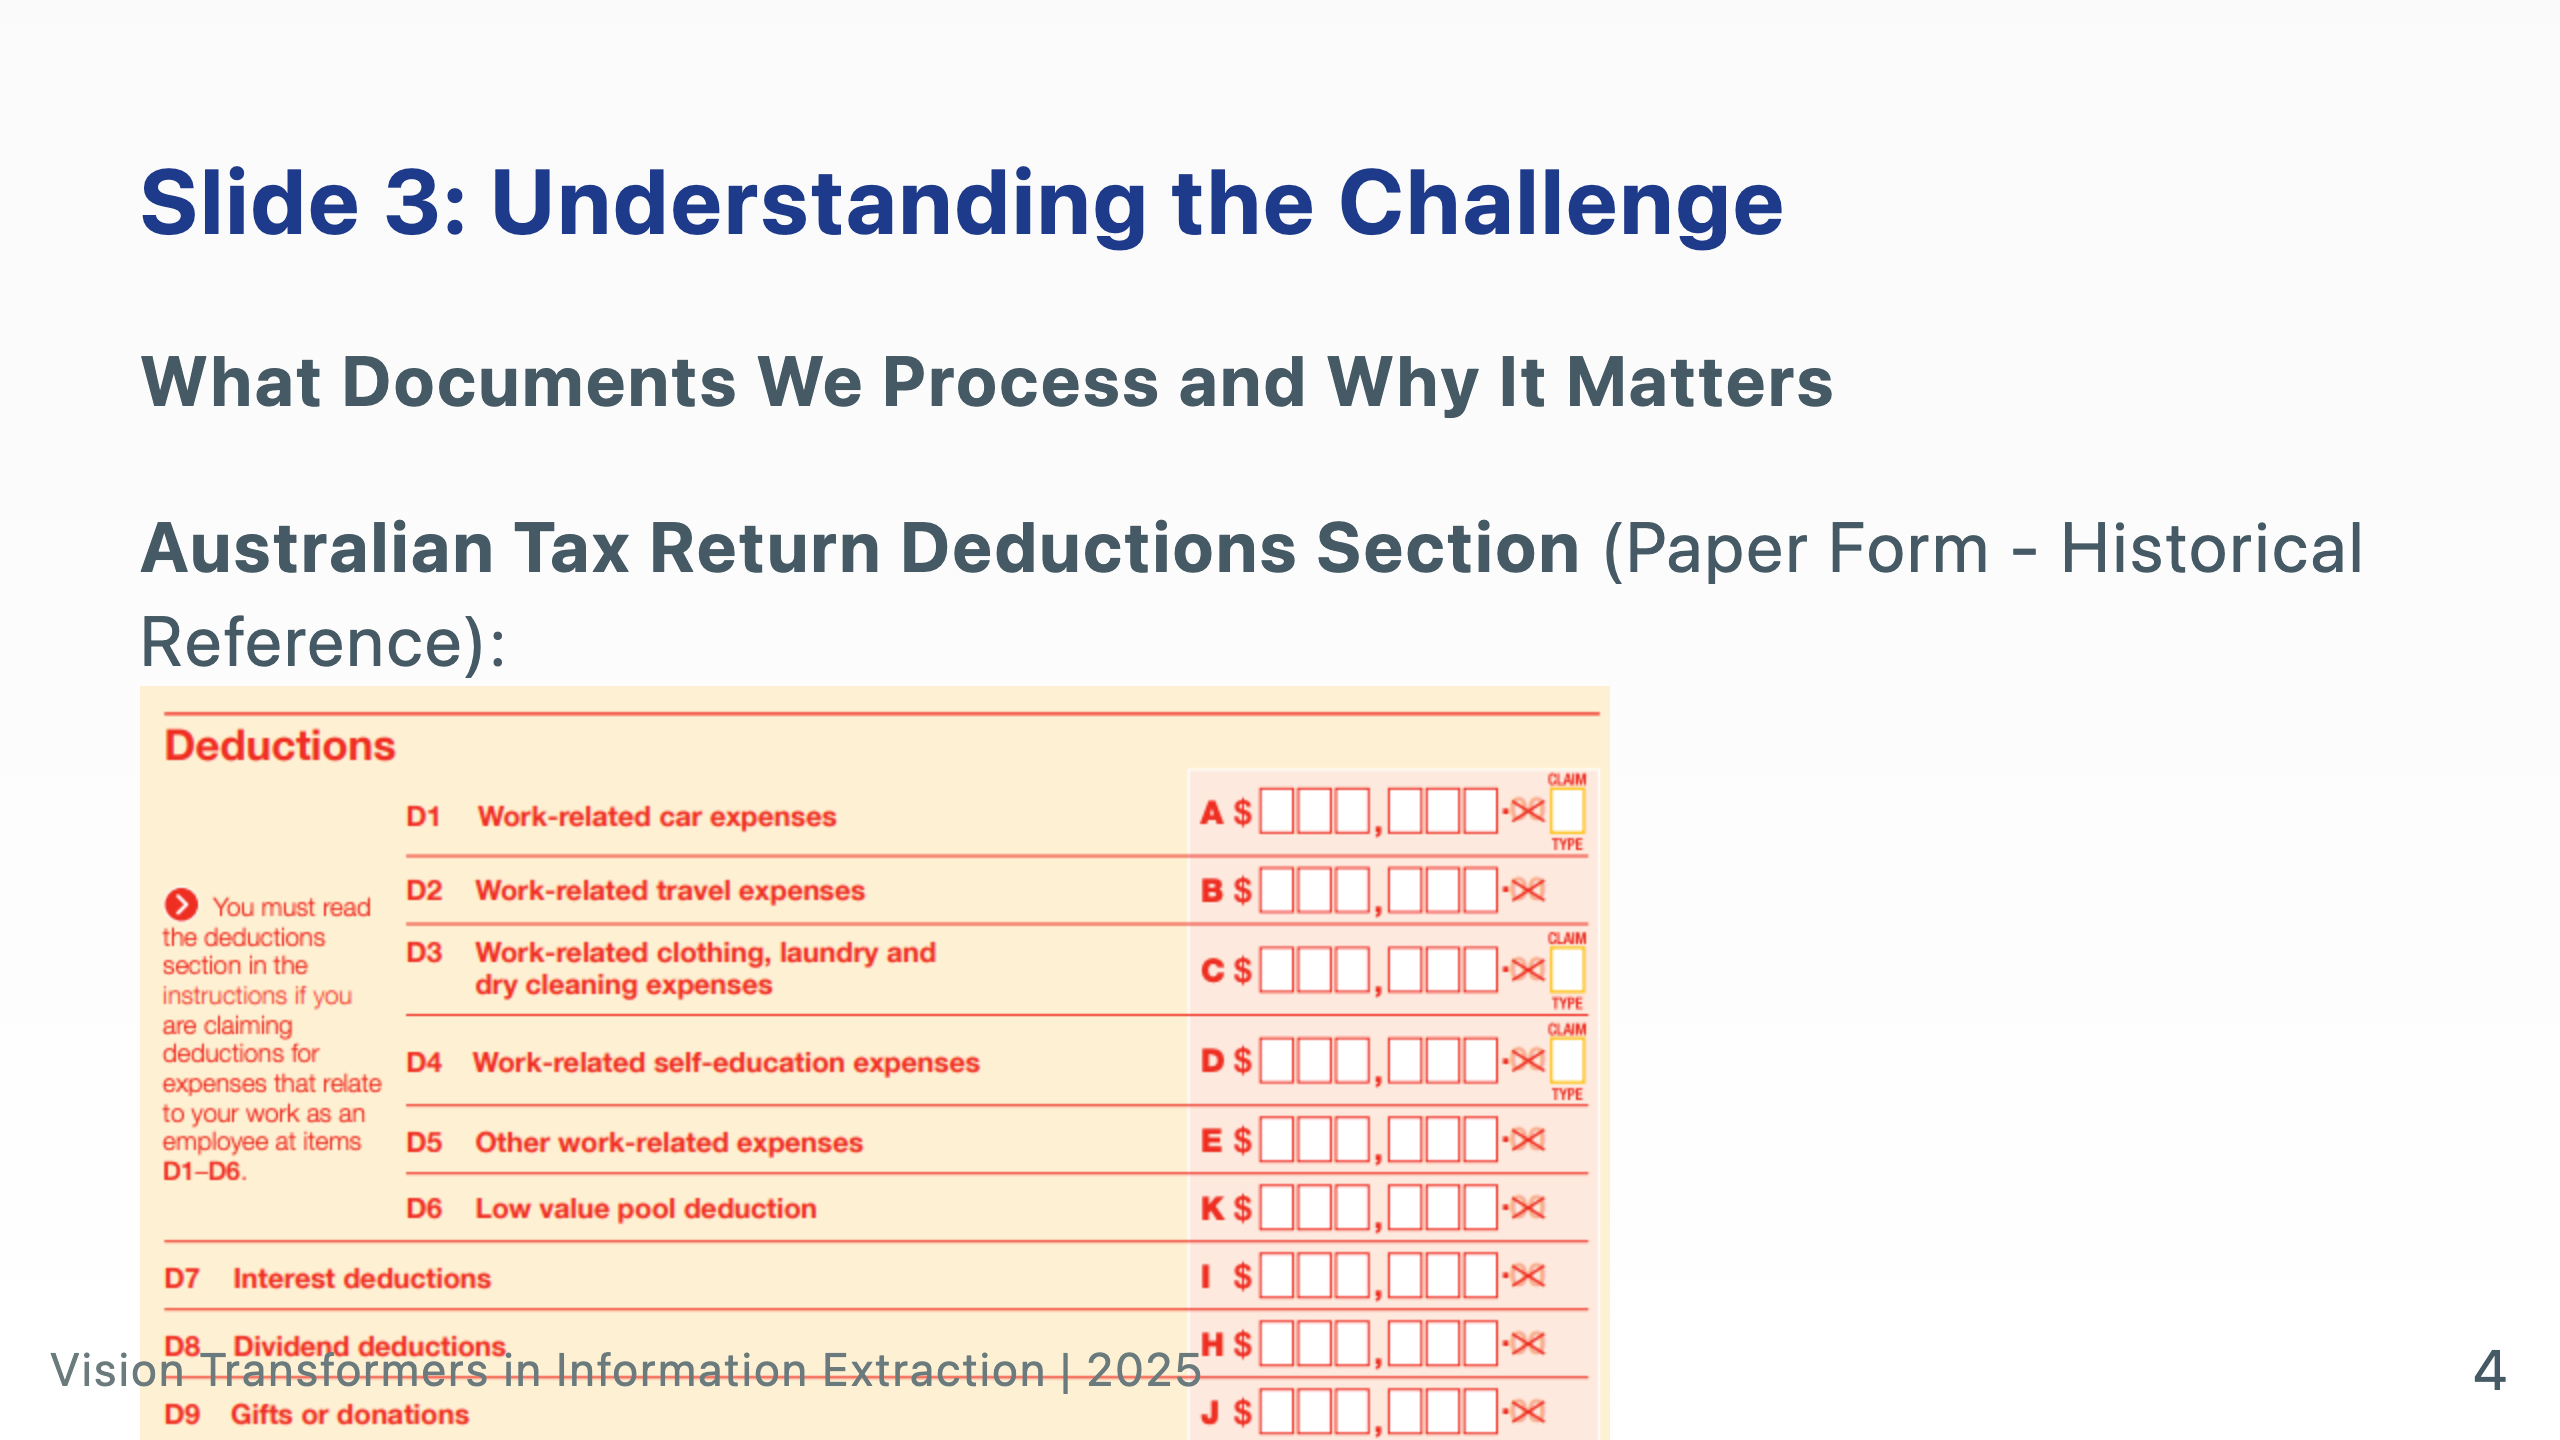 Slide 3: Understanding the Challenge
What Documents We Process and Why It Matters
Australian Tax Return Deductions Section (Paper Form - Historical
Reference):
Deductions
You must read
the deductions
section in the
instructions if you
are claiming
deductions for
expenses that relate
to your work as an
employee at items
D1–D6.
D1 Work-related car expenses A $ , . CLAIM TYPE
D2 Work-related travel expenses B $ , .
D3 Work-related clothing, laundry and
dry cleaning expenses C $ , . CLAIM TYPE
D4 Work-related self-education expenses D $ , . CLAIM TYPE
D5 Other work-related expenses E $ , .
D6 Low value pool deduction K $ , .
D7 Interest deductions I $ , .
D8 Dividend deductions H $ , .
D9 Gifts or donations J $ , .
Vision Transformers in Information Extraction | 2025
4